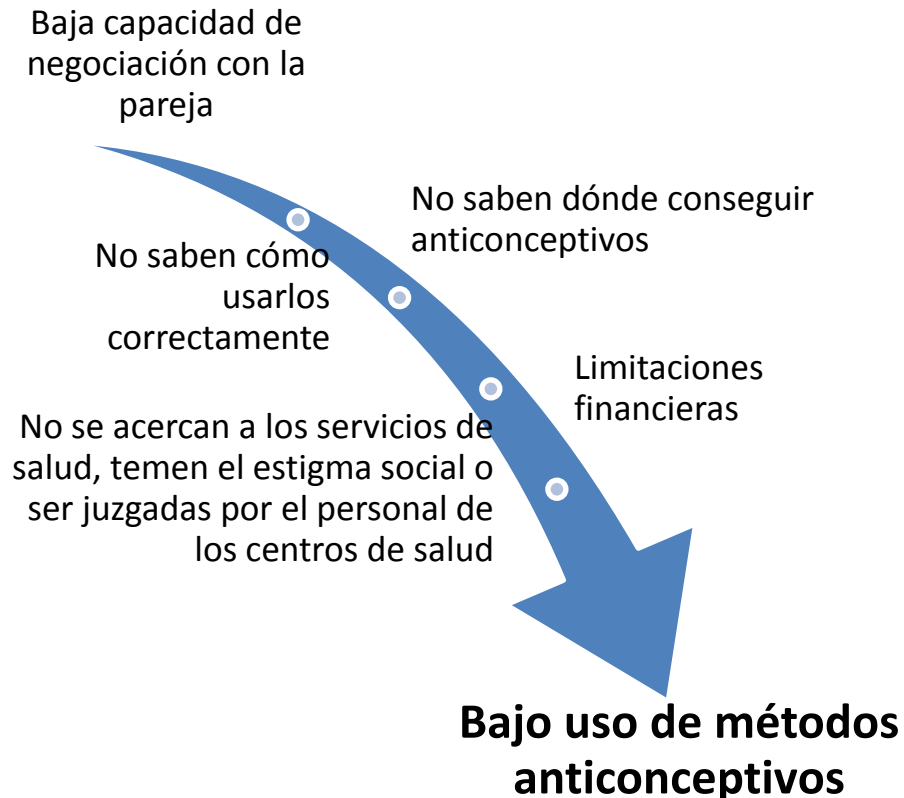 Baja capacidad de
negociación con la
pareja
No saben dónde conseguir
anticonceptivos
No saben cómo
usarlos
correctamente
Limitaciones
financieras
No se acercan a los servicios de
salud, temen el estigma social o
ser juzgadas por el personal de
los centros de salud
Bajo uso de métodos
anticonceptivos